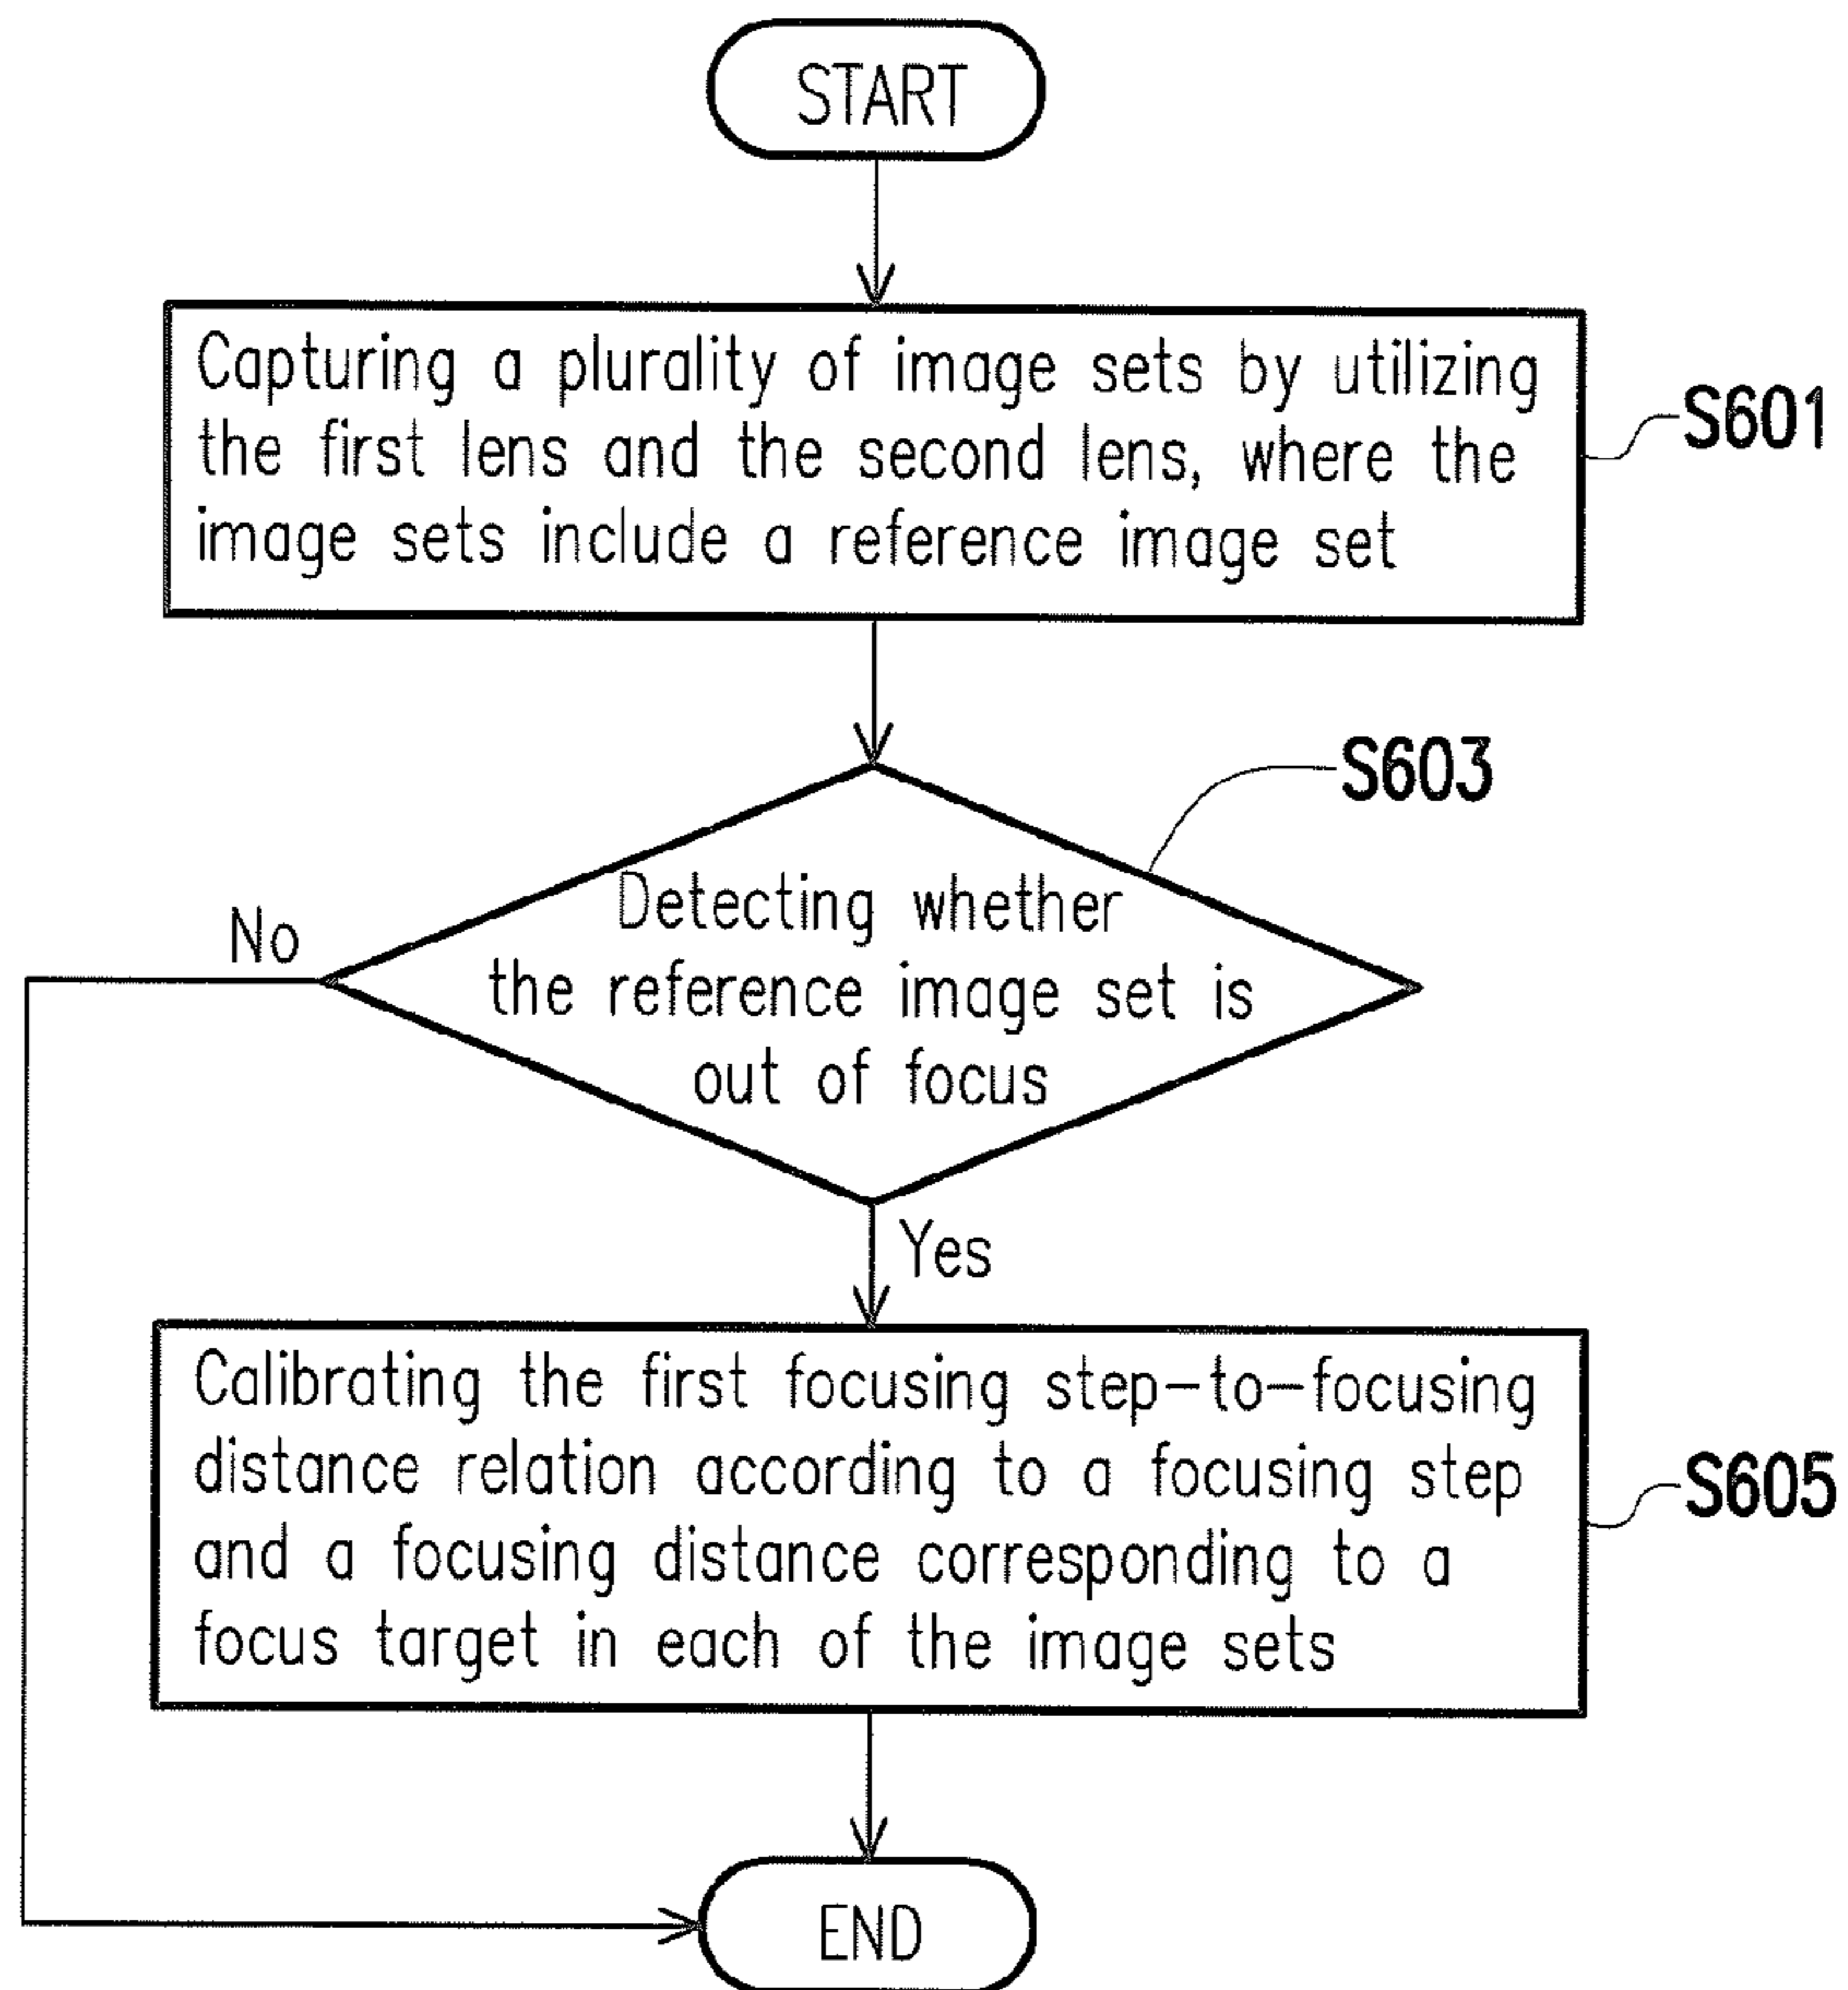 START
Capturing a plurality of image sets by utilizing
the first lens and the second lens, where the
image sets include a reference image set
S601
S603
Detecting whether
the reference image set is
out of focus
No
Yes
Calibrating the first focusing step-to-focusing
distance relation according to a focusing step
and a focusing distance corresponding to a
focus target in each of the image sets
S605
END